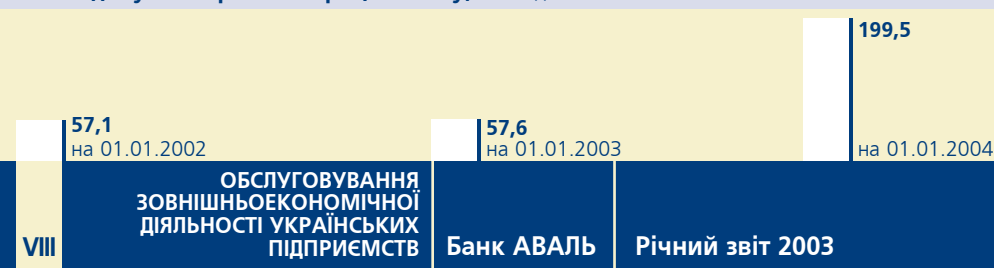 199,5
57,1
57,6
на 01.01.2002
на 01.01.2003
на 01.01.2004
ОБСЛУГОВУВАННЯ
ЗОВНІШНЬОЕКОНОМІЧНОЇ
ДІЯЛЬНОСТІ УКРАЇНСЬКИХ
ПІДПРИЄМСТВ
VIII
Банк АВАЛЬ
Річний звіт 2003